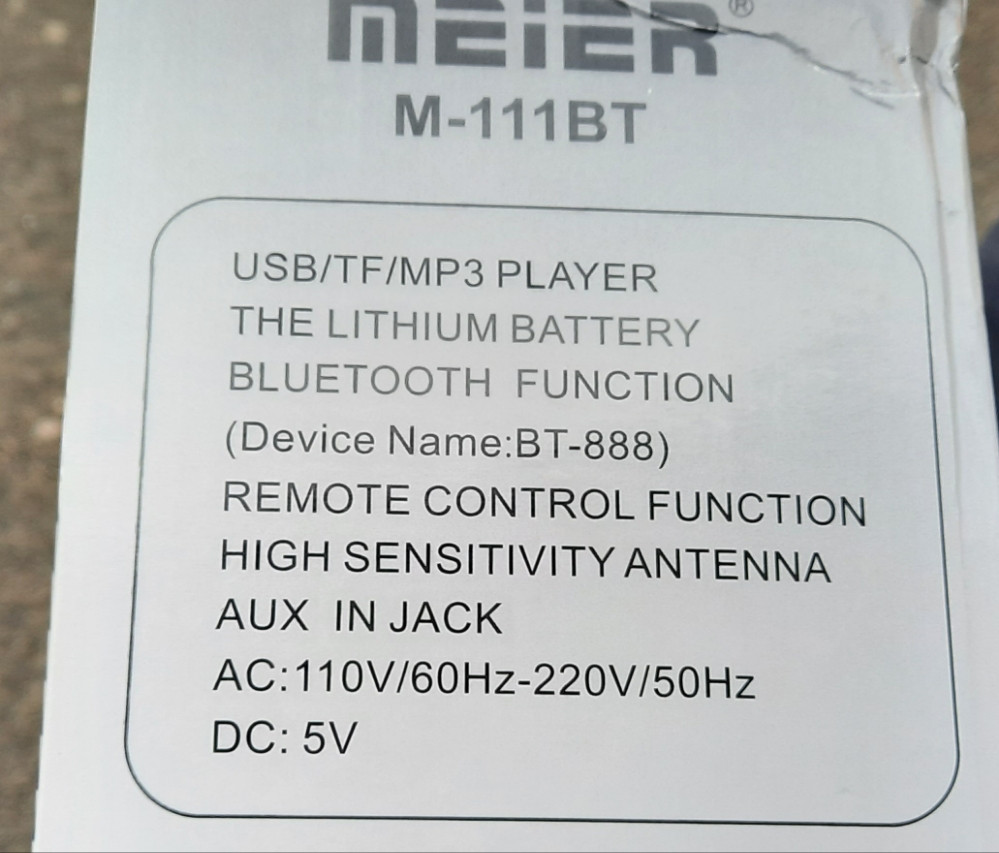 MEiER®
M-111BT
USB/TF/MP3 PLAYER
THE LITHIUM BATTERY
BLUETOOTH FUNCTION
(Device Name:BT-888)
REMOTE CONTROL FUNCTION
HIGH SENSITIVITY ANTENNA
AUX IN JACK
AC:110V/60Hz-220V/50Hz
DC: 5V